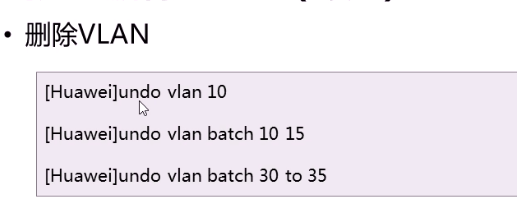 • 删除VLAN
[Huawei]undo vlan 10
[Huawei]undo vlan batch 10 15
[Huawei]undo vlan batch 30 to 35